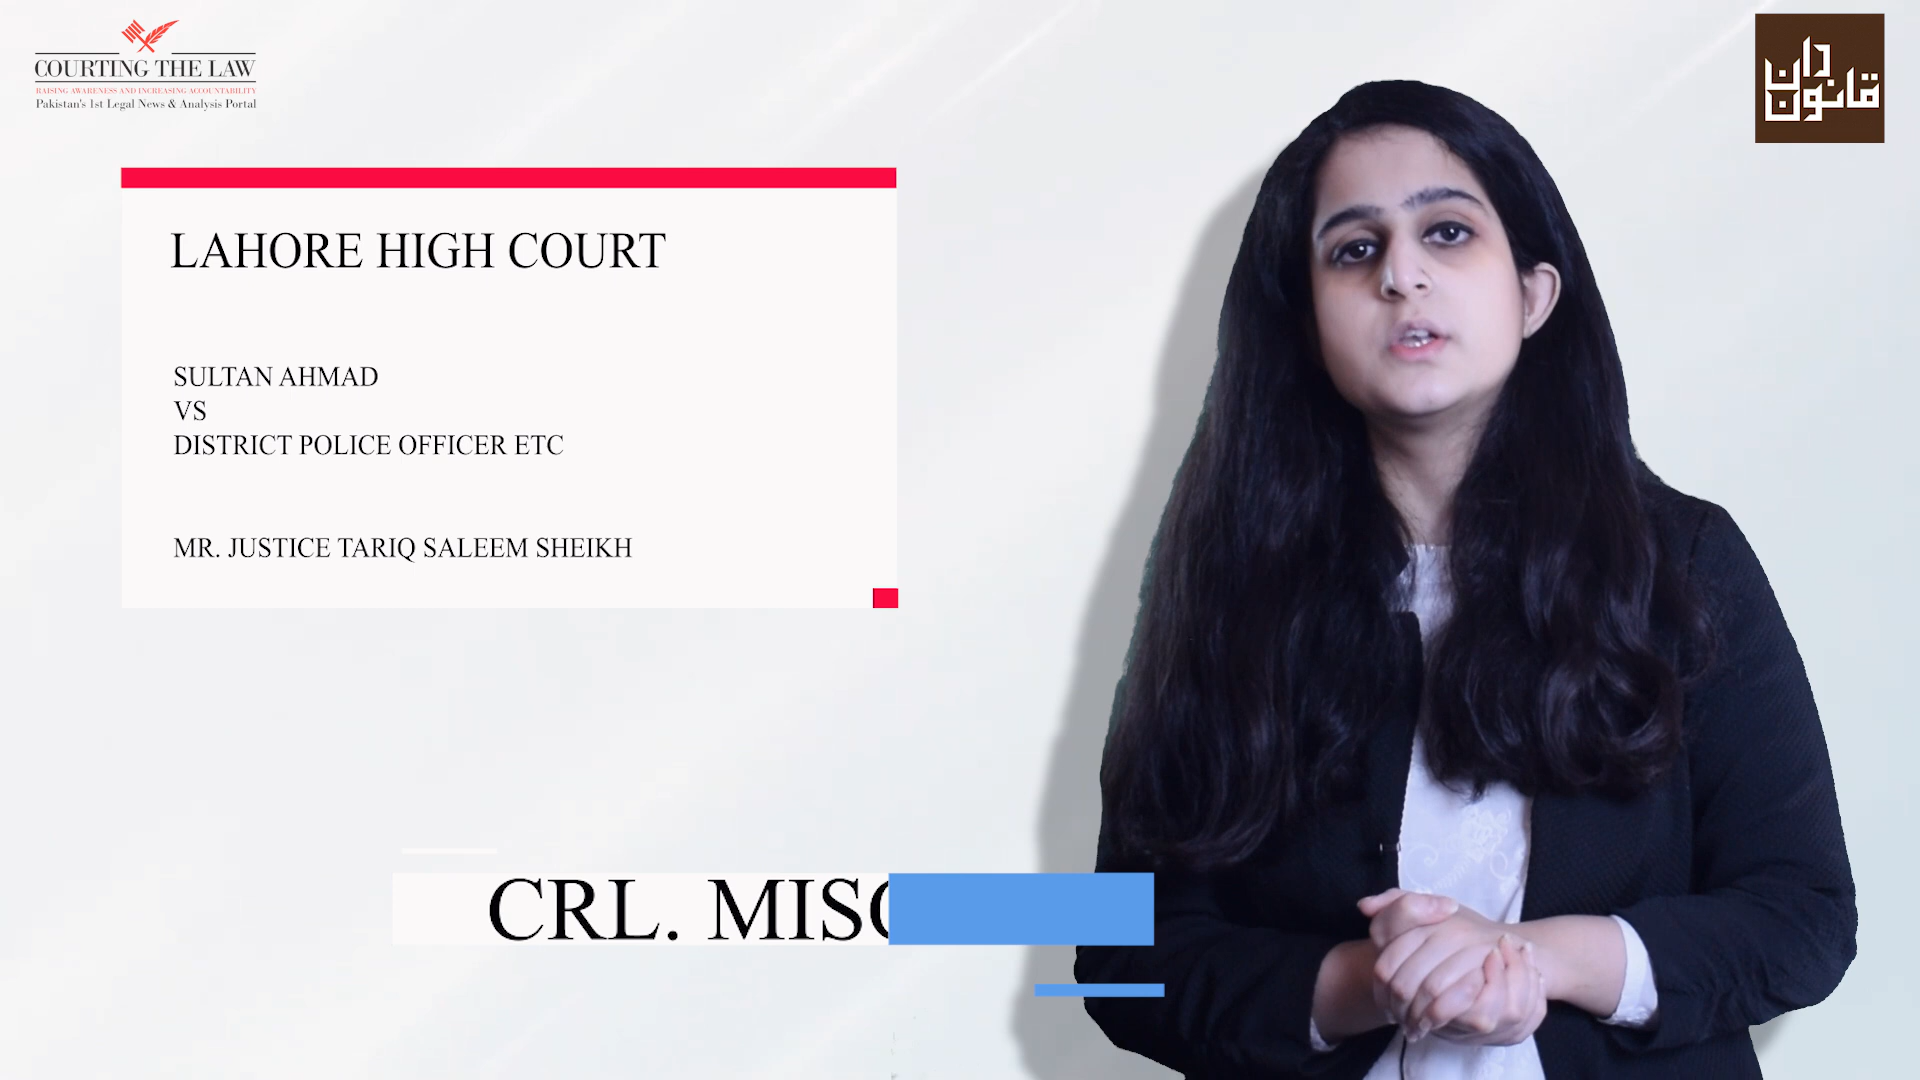 COURTING THE LAW
RAISING AWARENESS AND INCREASING ACCOUNTABILITY
Pakistan's 1st Legal News & Analysis Portal
قانون دان
LAHORE HIGH COURT
SULTAN AHMAD
VS
DISTRICT POLICE OFFICER ETC
MR. JUSTICE TARIQ SALEEM SHEIKH
CRL. MISC